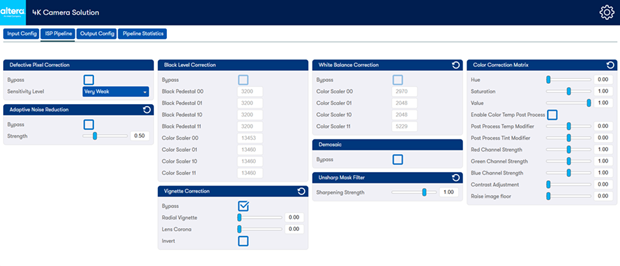 altera
4K Camera Solution
Input Config
ISP Pipeline
Output Config
Pipeline Statistics
Defective Pixel Correction
Bypass
Sensitivity Level Very Weak
Adaptive Noise Reduction
Bypass
Strength 0.50
Black Level Correction
Bypass
Black Pedestal 00 3200
Black Pedestal 01 3200
Black Pedestal 10 3200
Black Pedestal 11 3200
Color Scaler 00 13453
Color Scaler 01 13460
Color Scaler 10 13460
Color Scaler 11 13460
Vignette Correction
Bypass
Radial Vignette 0.00
Lens Corona 0.00
Invert
White Balance Correction
Bypass
Color Scaler 00
Color Scaler 01 2048
Color Scaler 10 2048
Color Scaler 11 5229
Demosaic
Bypass
Unsharp Mask Filter
Sharpening Strength 1.00
Color Correction Matrix
Hue 0.00
Saturation 1.00
Value 1.00
Enable Color Temp Post Process
Post Process Temp Modifier 0.00
Post Process Tint Modifier 0.00
Red Channel Strength 1.00
Green Channel Strength 1.00
Blue Channel Strength 1.00
Contrast Adjustment 0.00
Raise Image floor 0.00